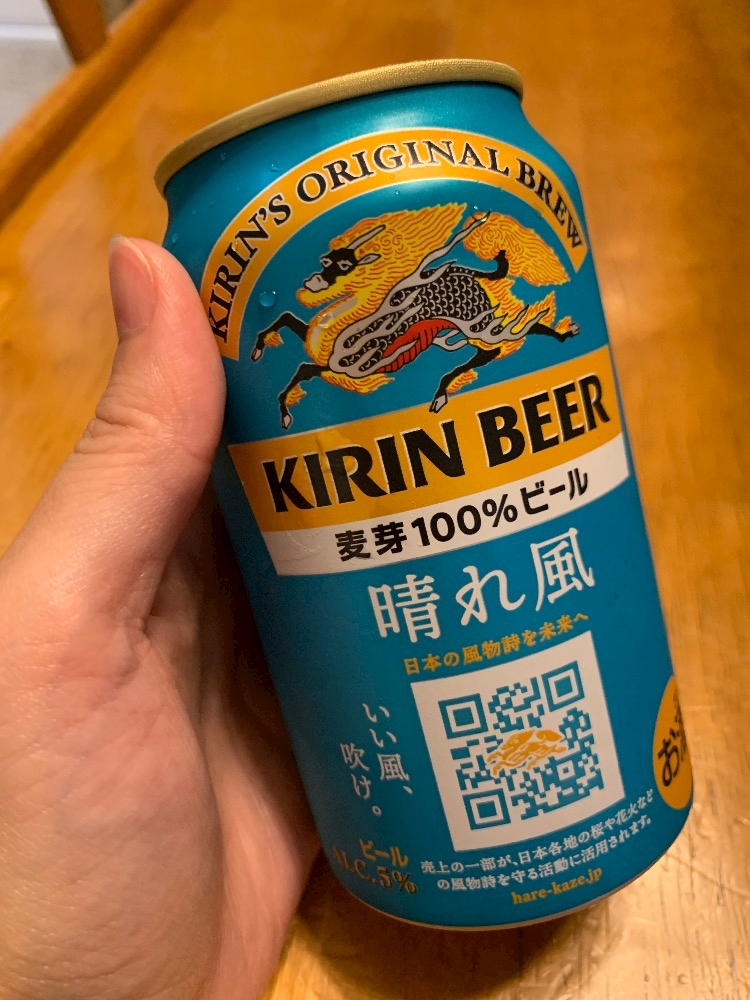 KIRIN'S ORIGINAL BREW
KIRIN BEER
麦芽100%ビール
晴れ風
日本の風物詩を未来へ
いい風、
吹け。
ビール
ALC.5%
売上の一部が、日本各地の桜や花火など
の風物詩を守る活動に活用されます。
hare-kaze.jp